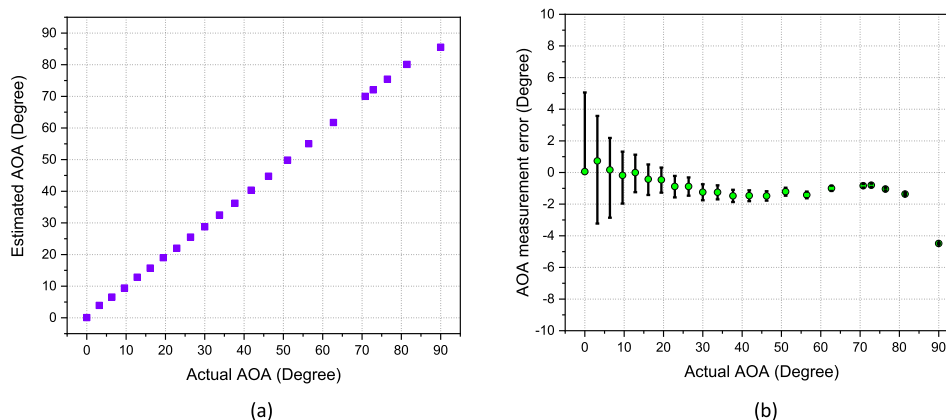 90
80
70
60
50
40
30
20
10
0
Estimated AOA (Degree)
0 10 20 30 40 50 60 70 80 90
Actual AOA (Degree)
(a)
10
8
6
4
2
0
-2
-4
-6
-8
-10
AOA measurement error (Degree)
0 10 20 30 40 50 60 70 80 90
Actual AOA (Degree)
(b)